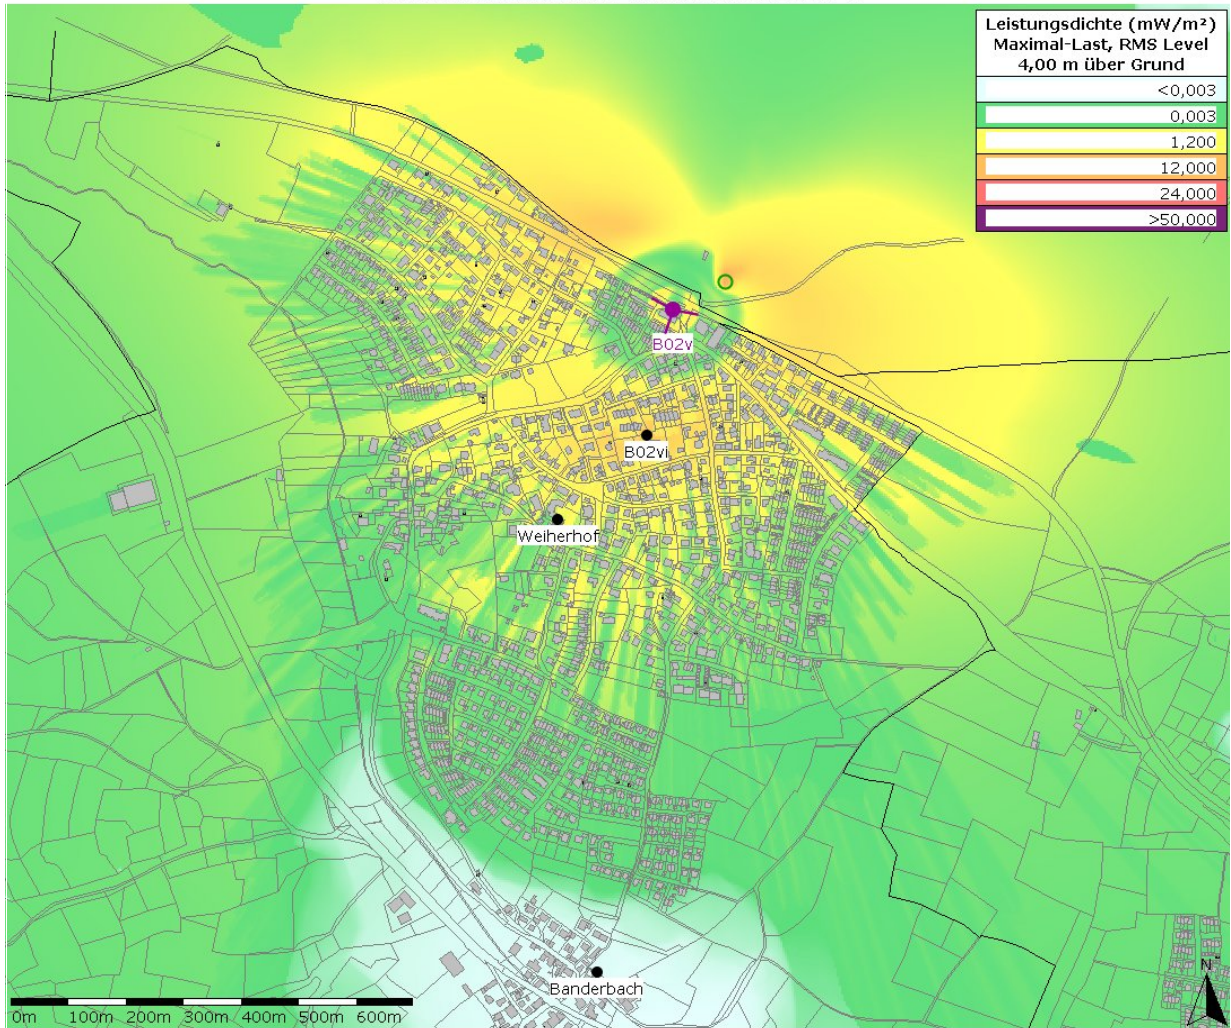 Leistungsdichte (mW/m²)
Maximal-Last, RMS Level
4,00 m über Grund
<0,003
0,003
1,200
12,000
24,000
>50,000
B02v
B02vi
Weiherhof
Banderbach
N
0m 100m 200m 300m 400m 500m 600m